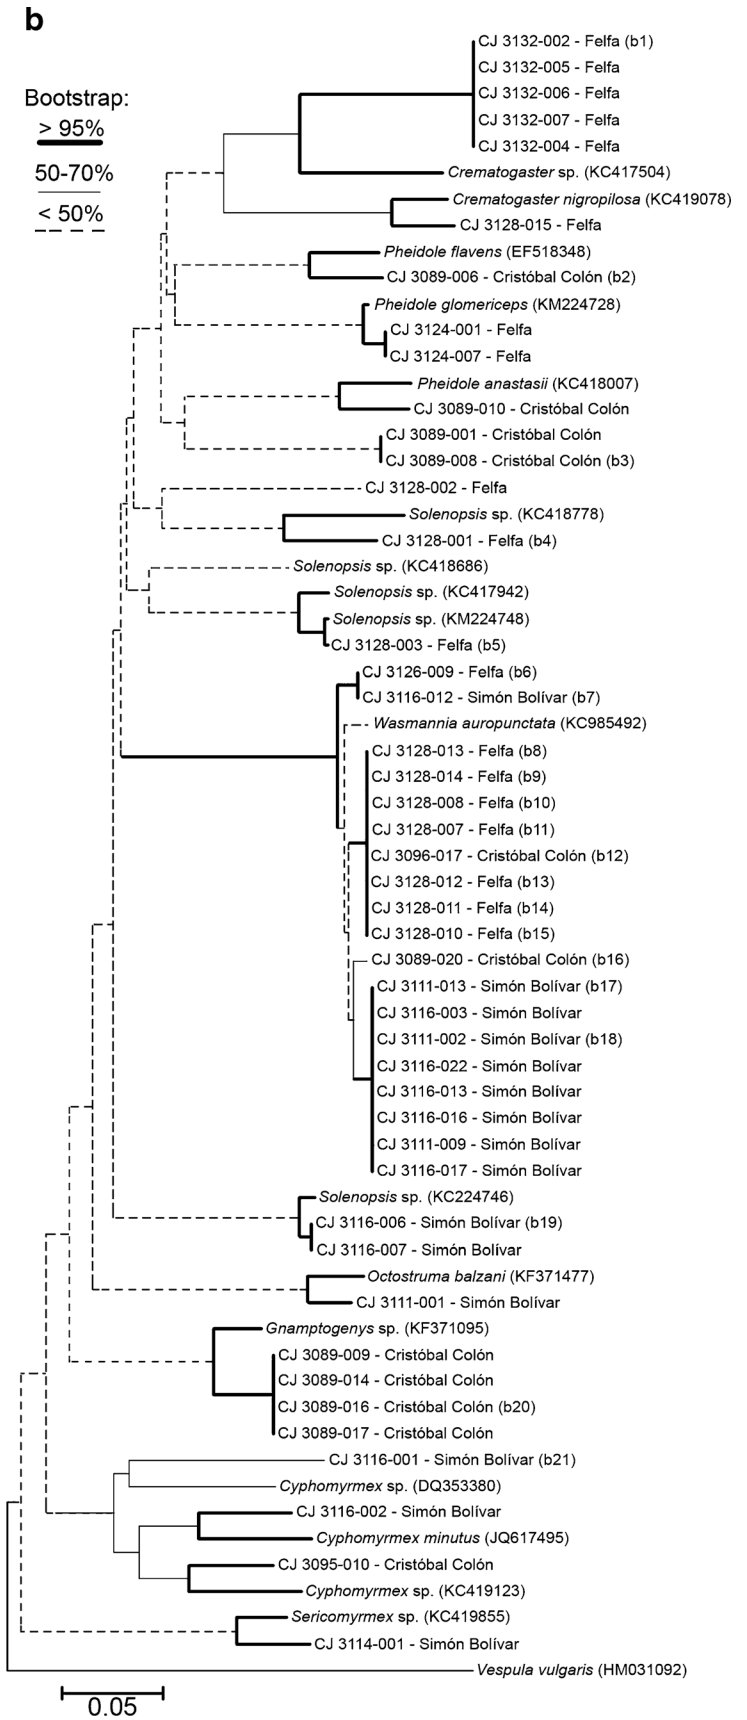 b
Bootstrap:
> 95%
50-70%
< 50%
CJ 3132-002 - Felfa (b1)
CJ 3132-005 - Felfa
CJ 3132-006 - Felfa
CJ 3132-007 - Felfa
CJ 3132-004 - Felfa
Crematogaster sp. (KC417504)
Crematogaster nigropilosa (KC419078)
CJ 3128-015 - Felfa
Pheidole flavens (EF518348)
CJ 3089-006 - Cristóbal Colón (b2)
Pheidole glomericeps (KM224728)
CJ 3124-001 - Felfa
CJ 3124-007 - Felfa
Pheidole anastasii (KC418007)
CJ 3089-010 - Cristóbal Colón
CJ 3089-001 - Cristóbal Colón
CJ 3089-008 - Cristóbal Colón (b3)
CJ 3128-002 - Felfa
Solenopsis sp. (KC418778)
CJ 3128-001 - Felfa (b4)
Solenopsis sp. (KC418686)
Solenopsis sp. (KC417942)
Solenopsis sp. (KM224748)
CJ 3128-003 - Felfa (b5)
CJ 3126-009 - Felfa (b6)
CJ 3116-012 - Simón Bolívar (b7)
Wasmannia auropunctata (KC985492)
CJ 3128-013 - Felfa (b8)
CJ 3128-014 - Felfa (b9)
CJ 3128-008 - Felfa (b10)
CJ 3128-007 - Felfa (b11)
CJ 3096-017 - Cristóbal Colón (b12)
CJ 3128-012 - Felfa (b13)
CJ 3128-011 - Felfa (b14)
CJ 3128-010 - Felfa (b15)
CJ 3089-020 - Cristóbal Colón (b16)
CJ 3111-013 - Simón Bolívar (b17)
CJ 3116-003 - Simón Bolívar
CJ 3111-002 - Simón Bolívar (b18)
CJ 3116-022 - Simón Bolívar
CJ 3116-013 - Simón Bolívar
CJ 3116-016 - Simón Bolívar
CJ 3111-009 - Simón Bolívar
CJ 3116-017 - Simón Bolívar
Solenopsis sp. (KC224746)
CJ 3116-006 - Simón Bolívar (b19)
CJ 3116-007 - Simón Bolívar
Octostruma balzani (KF371477)
CJ 3111-001 - Simón Bolívar
Gnamptogenys sp. (KF371095)
CJ 3089-009 - Cristóbal Colón
CJ 3089-014 - Cristóbal Colón
CJ 3089-016 - Cristóbal Colón (b20)
CJ 3089-017 - Cristóbal Colón
CJ 3116-001 - Simón Bolívar (b21)
Cyphomyrmex sp. (DQ353380)
CJ 3116-002 - Simón Bolívar
Cyphomyrmex minutus (JQ617495)
CJ 3095-010 - Cristóbal Colón
Cyphomyrmex sp. (KC419123)
Sericomyrmex sp. (KC419855)
CJ 3114-001 - Simón Bolívar
Vespula vulgaris (HM031092)
0.05